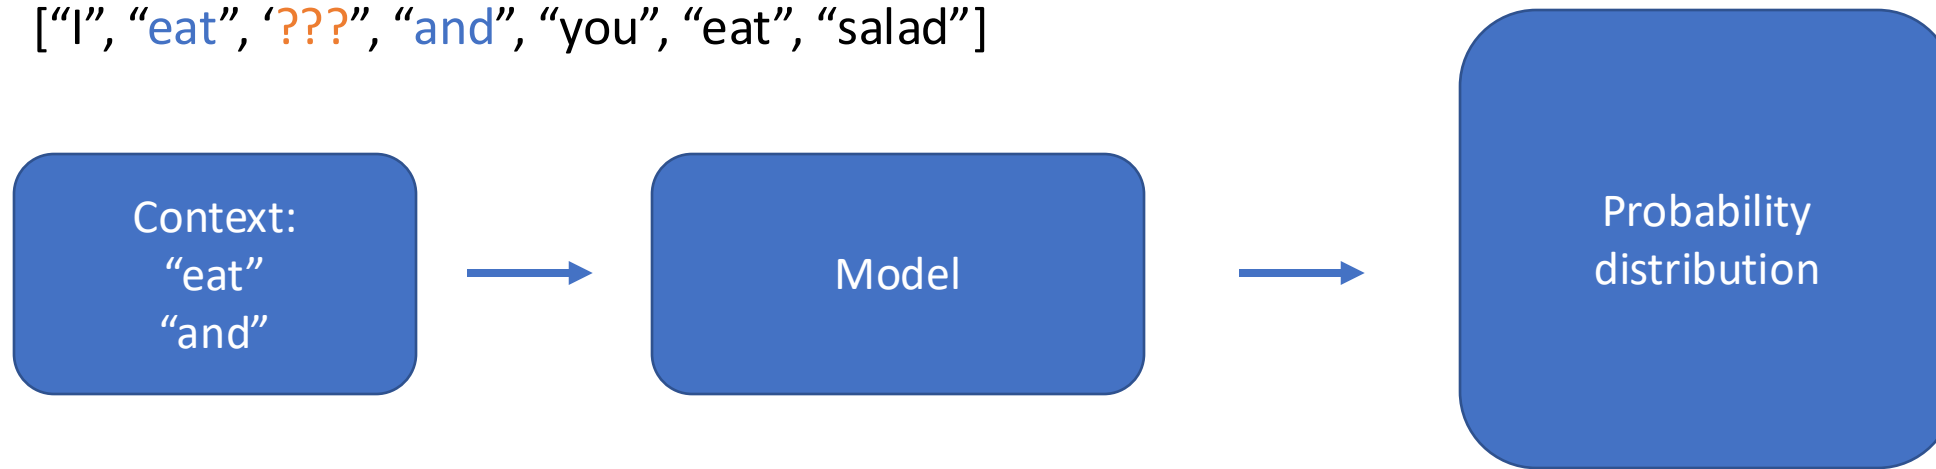 [“I”, “eat”, ‘???”, “and”, “you”, “eat”, “salad”]
Context:
“eat”
“and”
Model
Probability
distribution